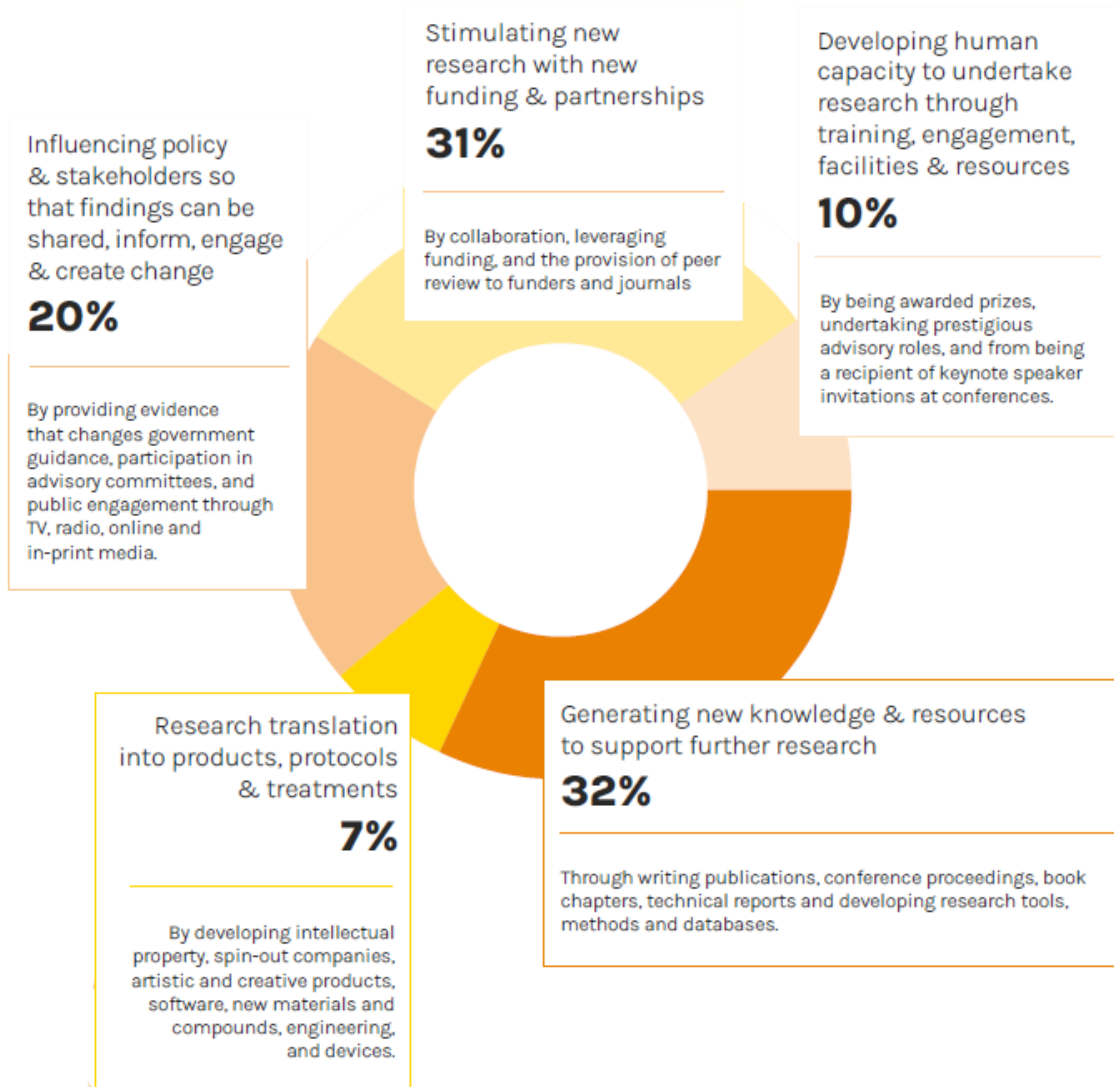 Stimulating new
research with new
funding & partnerships
31%
By collaboration, leveraging
funding, and the provision of peer
review to funders and journals
Developing human
capacity to undertake
research through
training, engagement,
facilities & resources
10%
By being awarded prizes,
undertaking prestigious
advisory roles, and from being
a recipient of keynote speaker
invitations at conferences.
Influencing policy
& stakeholders so
that findings can be
shared, inform, engage
& create change
20%
By providing evidence
that changes government
guidance, participation in
advisory committees, and
public engagement through
TV, radio, online and
in-print media.
Research translation
into products, protocols
& treatments
7%
By developing intellectual
property, spin-out companies,
artistic and creative products,
software, new materials and
compounds, engineering,
and devices.
Generating new knowledge & resources
to support further research
32%
Through writing publications, conference proceedings, book
chapters, technical reports and developing research tools,
methods and databases.